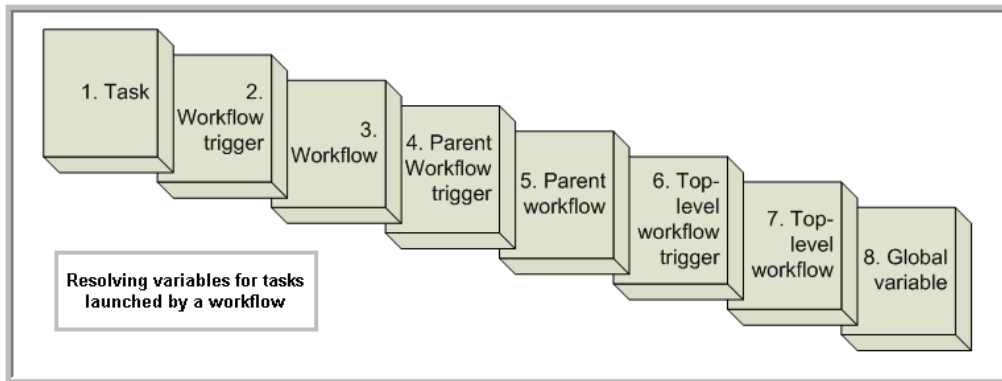 1. Task
2.
Workflow
trigger
3.
Workflow
4. Parent
Workflow
trigger
5. Parent
workflow
6. Top-
level
workflow
trigger
7. Top-
level
workflow
8. Global
variable
Resolving variables for tasks
launched by a workflow